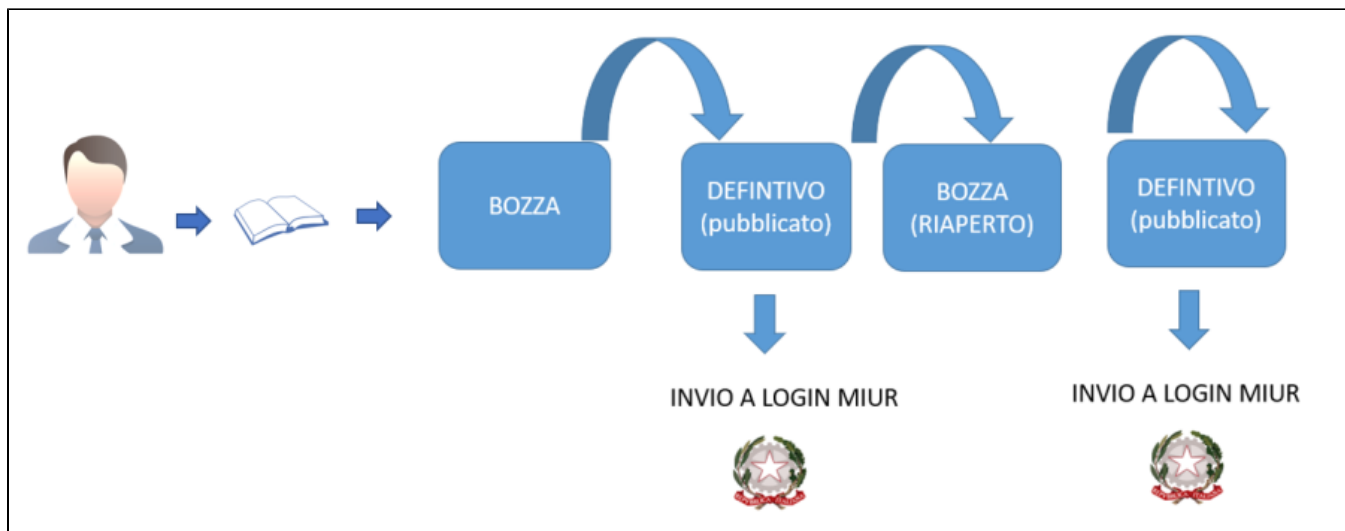 BOZZA
DEFINTIVO
(pubblicato)
BOZZA
(RIAPERTO)
DEFINTIVO
(pubblicato)
INVIO A LOGIN MIUR
INVIO A LOGIN MIUR